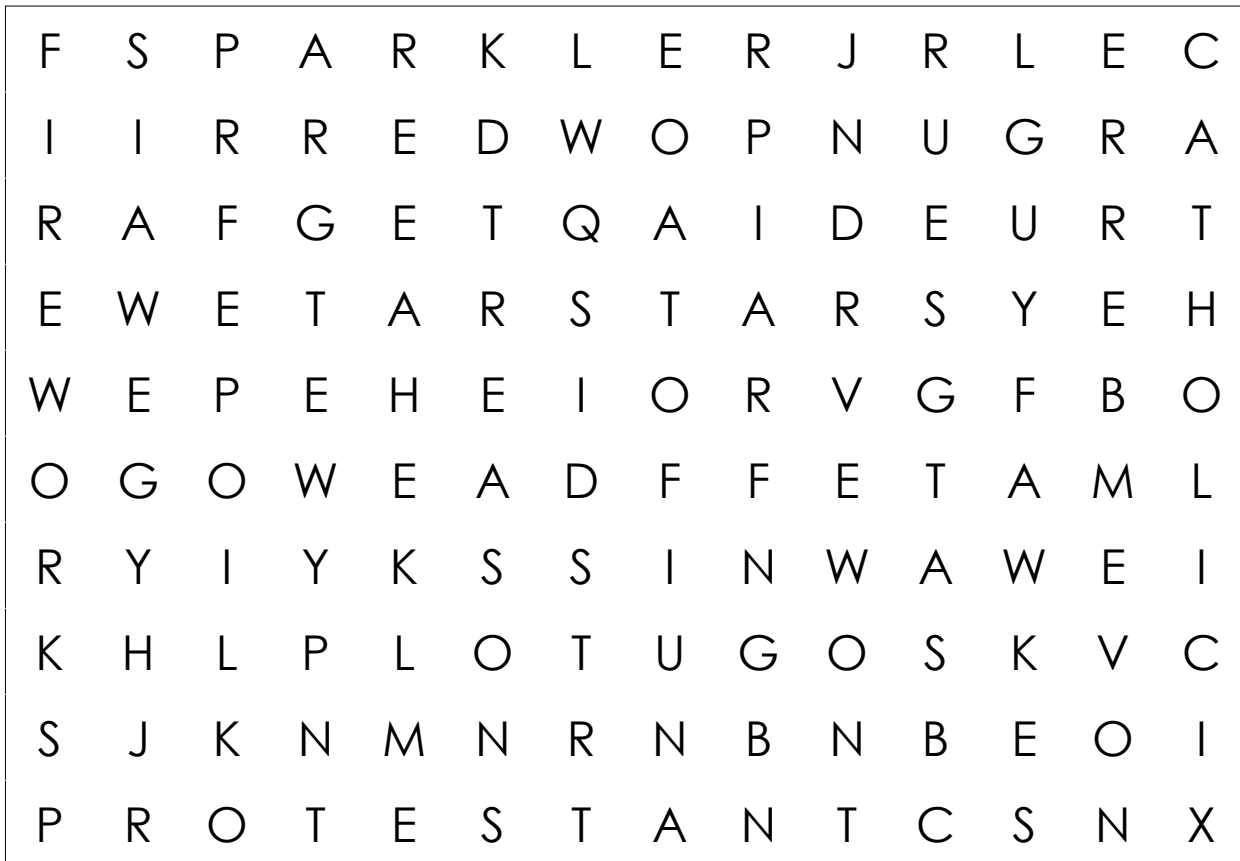 F S P A R K L E R J R L E C
I I R R E D W O P N U G R A
R A F G E T Q A I D E U R T
E W E T A R S T A R S Y E H
W E P E H E I O R V G F B O
O G O W E A D F F E T A M L
R Y I Y K S S I N W A W E I
K H L P L O T U G O S K V C
S J K N M N R N B N B E O I
P R O T E S T A N T C S N X